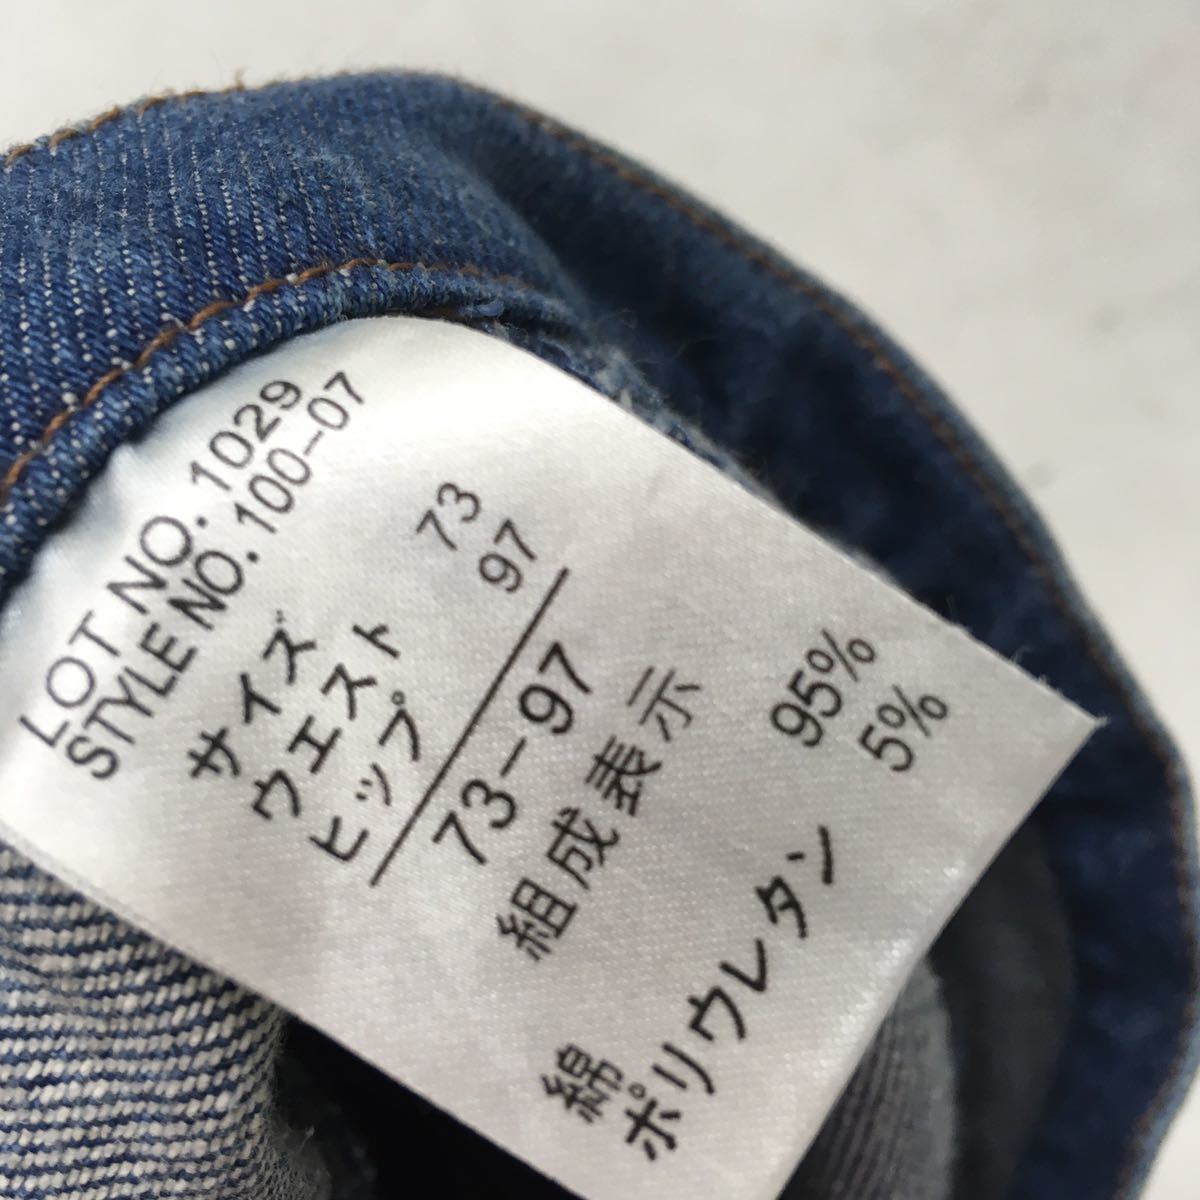 LOT NO. 1029
STYLE NO. 100-07
サイズ
ウエスト 73
ヒップ 97
73-97
組成表示
綿 95%
ポリウレタン 5%